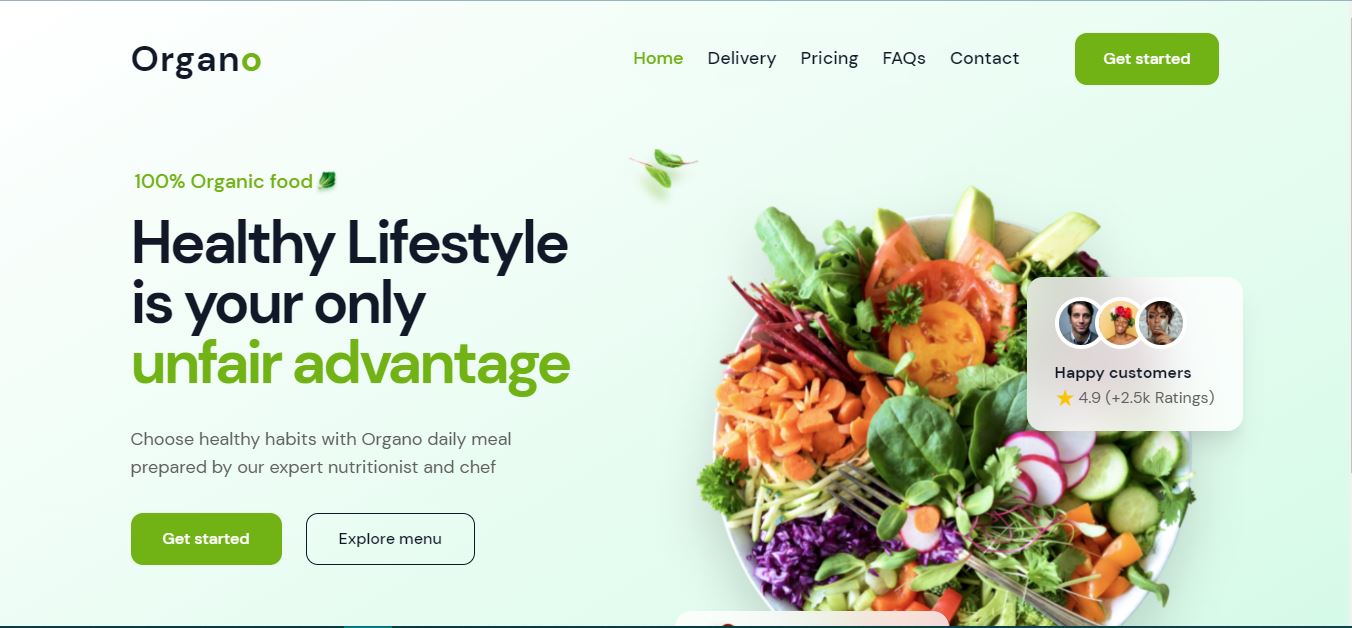 Organo
Home Delivery Pricing FAQs Contact Get started
100% Organic food
Healthy Lifestyle
is your only
unfair advantage
Choose healthy habits with Organo daily meal
prepared by our expert nutritionist and chef
Get started Explore menu
Happy customers
4.9 (+2.5k Ratings)